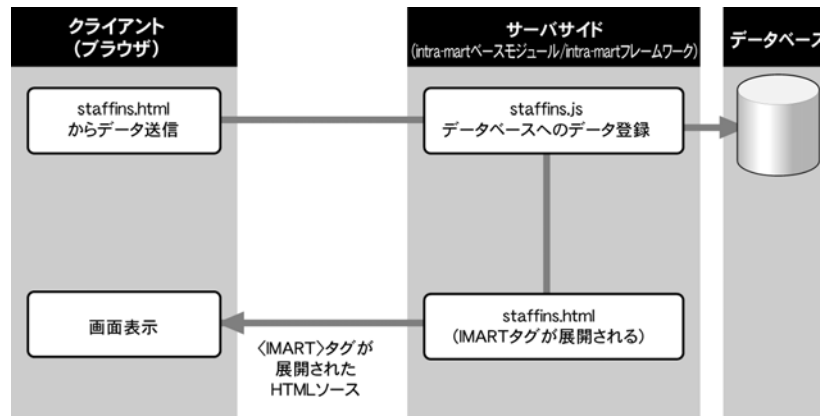 クライアント
(ブラウザ)
サーバサイド
(intra-martベースモジュール/intra-martフレームワーク)
データベース
staffins.html
からデータ送信
staffins.js
データベースへのデータ登録
画面表示
staffins.html
(IMARTタグが展開される)
〈IMART〉タグが
展開された
HTMLソース